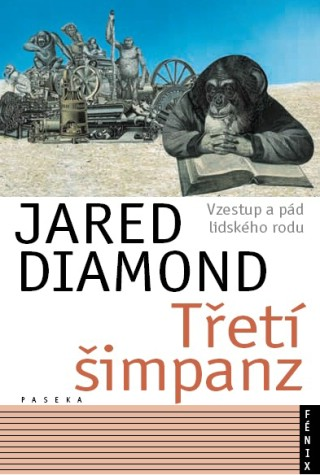 Vzestup a pád
lidského rodu
JARED
DIAMOND
Třetí
šimpanz
PASEKA
FÉNIX